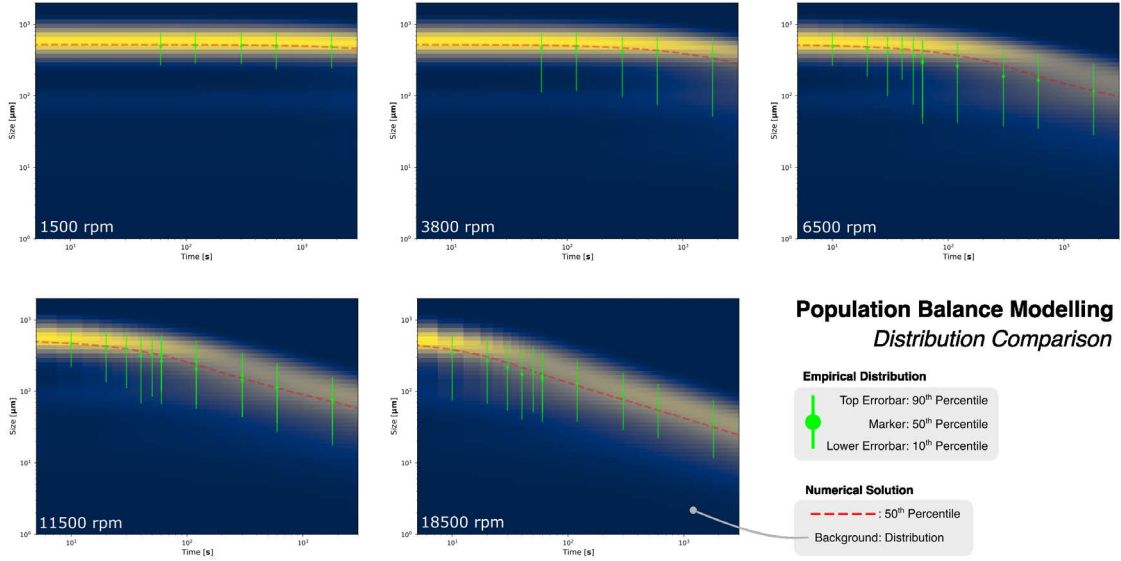 10³
10²
10¹
10⁰
Size [µm]
1500 rpm
10¹
10²
10³
Time [s]
10³
10²
10¹
10⁰
Size [µm]
3800 rpm
10¹
10²
10³
Time [s]
10³
10²
10¹
10⁰
Size [µm]
6500 rpm
10¹
10²
10³
Time [s]
10³
10²
10¹
10⁰
Size [µm]
11500 rpm
10¹
10²
10³
Time [s]
10³
10²
10¹
10⁰
Size [µm]
18500 rpm
10¹
10²
10³
Time [s]
Population Balance Modelling
Distribution Comparison
Empirical Distribution
Top Errorbar: 90th Percentile
Marker: 50th Percentile
Lower Errorbar: 10th Percentile
Numerical Solution
: 50th Percentile
Background: Distribution